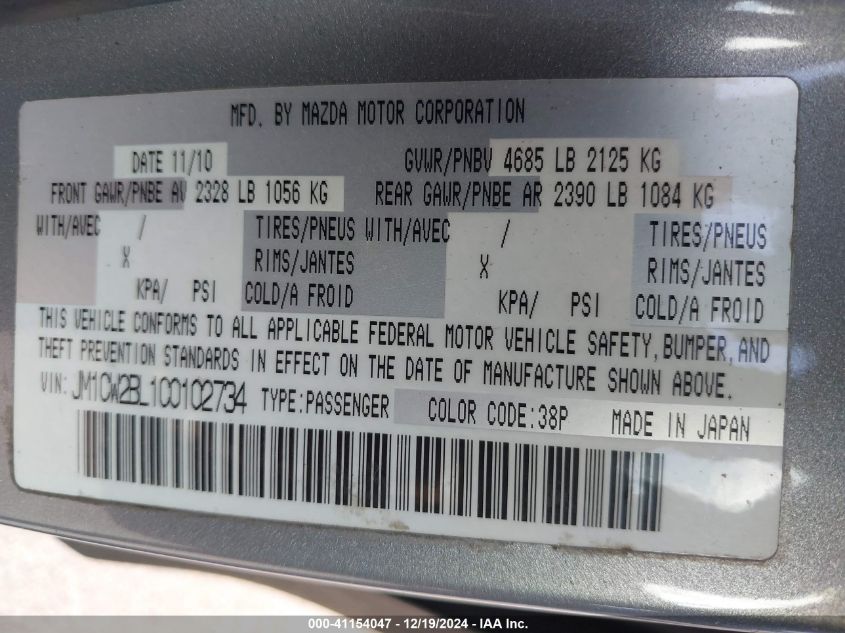 MFD. BY MAZDA MOTOR CORPORATION
DATE 11/10 GVWR/PNBV 4685 LB 2125 KG
FRONT GAWR/PNBE AV 2328 LB 1056 KG REAR GAWR/PNBE AR 2390 LB 1084 KG
WITH/AVEC / TIRES/PNEUS WITH/AVEC / TIRES/PNEUS
X RIMS/JANTES X RIMS/JANTES
KPA/ PSI COLD/A FROID KPA/ PSI COLD/A FROID
THIS VEHICLE CONFORMS TO ALL APPLICABLE FEDERAL MOTOR VEHICLE SAFETY, BUMPER, AND
THEFT PREVENTION STANDARDS IN EFFECT ON THE DATE OF MANUFACTURE SHOWN ABOVE.
VIN: JM1CW2BL1C0102734 TYPE:PASSENGER COLOR CODE:38P MADE IN JAPAN
000-41154047 - 12/19/2024 - IAA Inc.